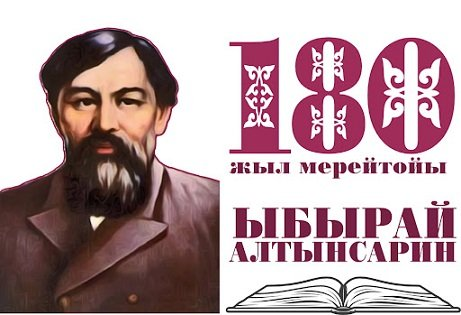 180
жыл мерейтойы
ЫБЫРАЙ
АЛТЫНСАРИН